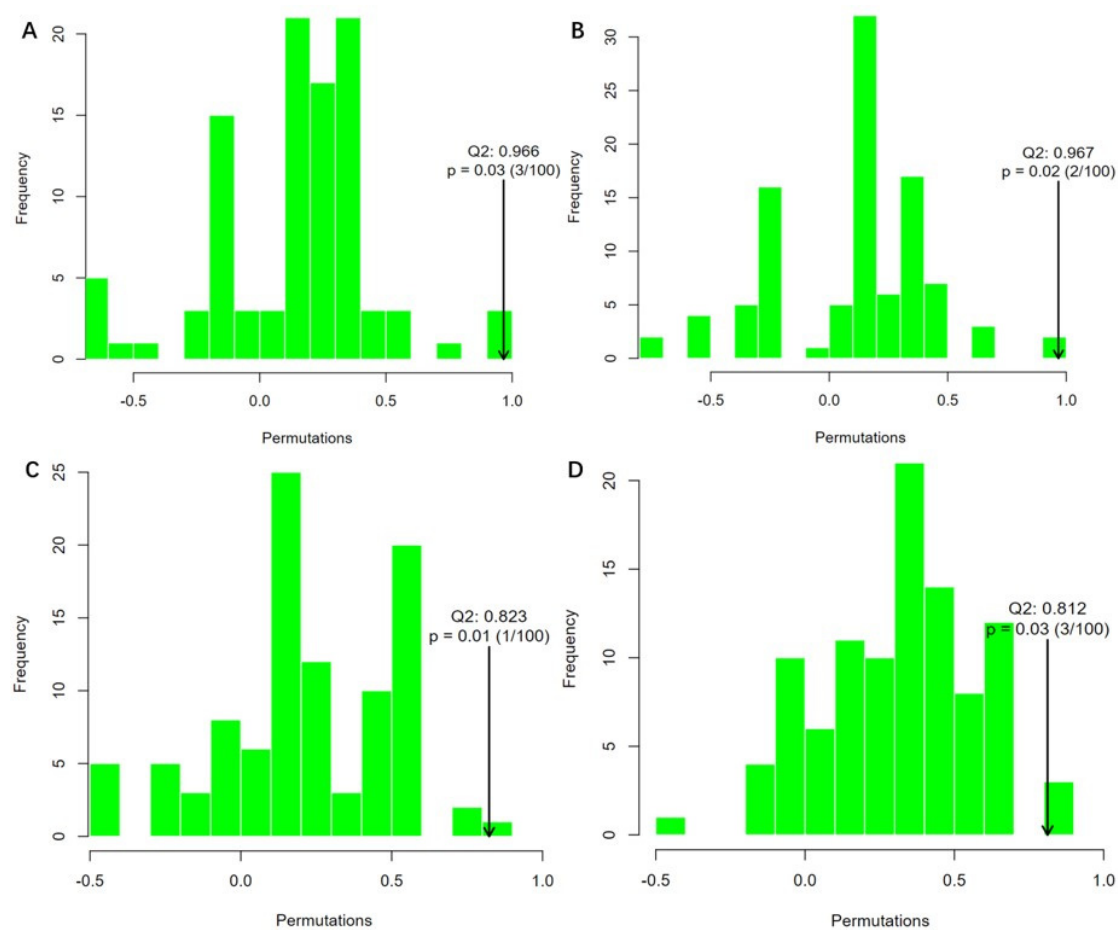 A
20
15
10
5
0
Frequency
Q2: 0.966
p = 0.03 (3/100)
-0.5
0.0
0.5
1.0
Permutations
B
30
25
20
15
10
5
0
Frequency
Q2: 0.967
p = 0.02 (2/100)
-0.5
0.0
0.5
1.0
Permutations
C
25
20
15
10
5
0
Frequency
Q2: 0.823
p = 0.01 (1/100)
-0.5
0.0
0.5
1.0
Permutations
D
20
15
10
5
0
Frequency
Q2: 0.812
p = 0.03 (3/100)
-0.5
0.0
0.5
1.0
Permutations